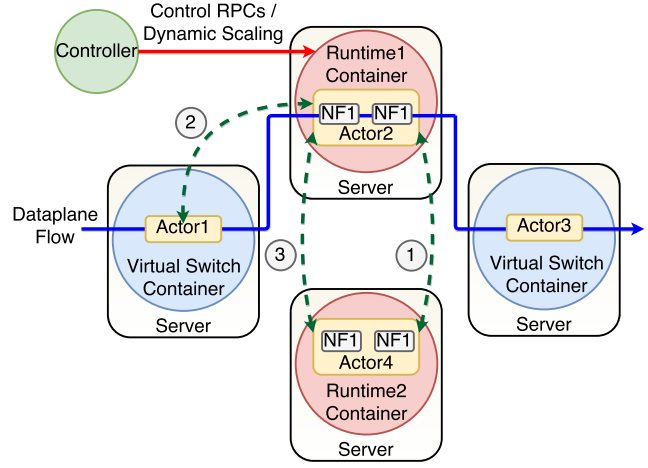 Control RPCs /
Dynamic Scaling
Controller
Runtime1
Container
NF1 NF1
Actor2
Server
2
Dataplane
Flow
Actor1
Virtual Switch
Container
Server
3
1
Actor3
Virtual Switch
Container
Server
NF1 NF1
Actor4
Runtime2
Container
Server